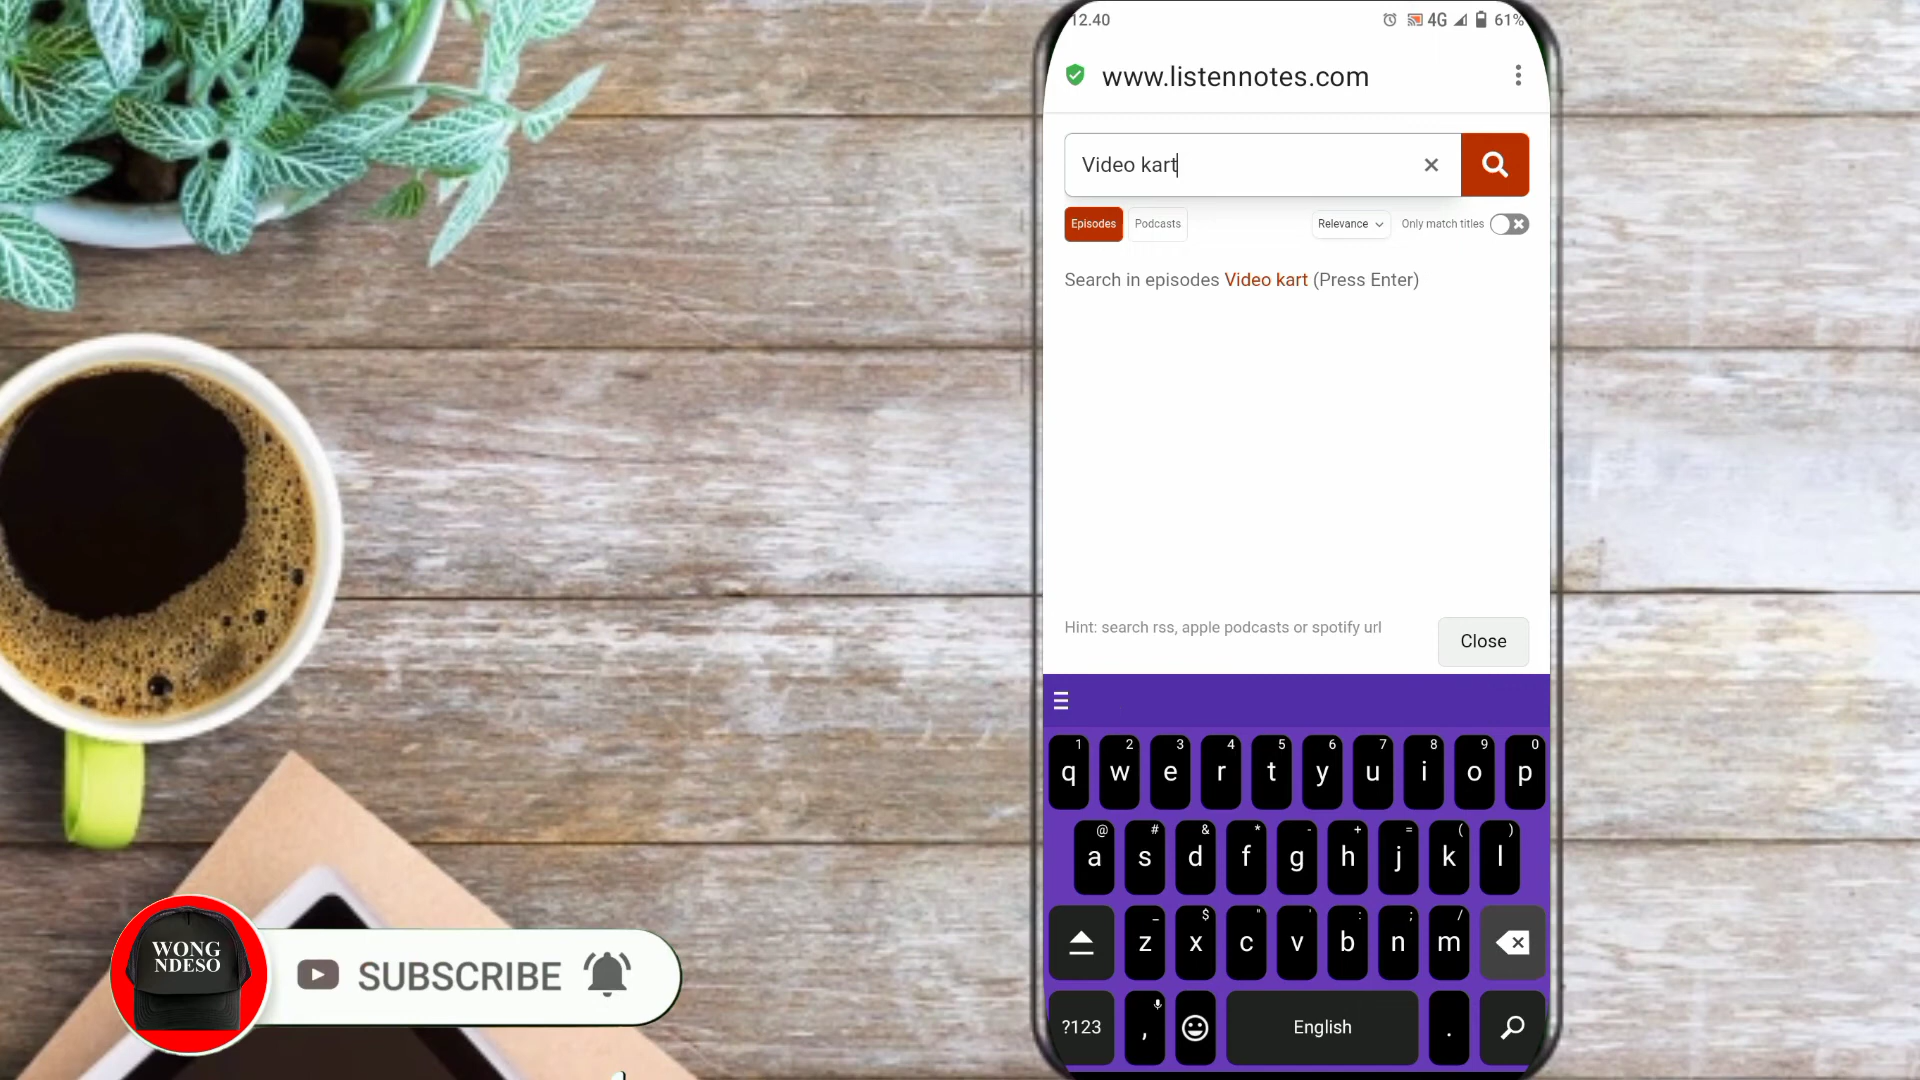 12.40
4G
61%
www.listennotes.com
Video kart
Episodes
Podcasts
Relevance
Only match titles
Search in episodes Video kart (Press Enter)
Hint: search rss, apple podcasts or spotify url
Close
1 2 3 4 5 6 7 8 9 0
q w e r t y u i o p
@ # & * - + = ( )
a s d f g h j k l
_ $ " ' : ; /
z x c v b n m
?123 , English .
WONG
NDESO
SUBSCRIBE